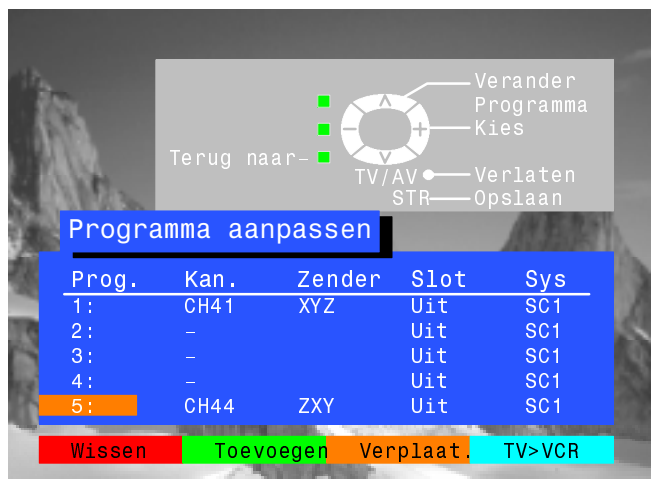 Verander
Programma
Kies
Terug naar
TV/AV Verlaten
STR Opslaan
Programma aanpassen
Prog. Kan. Zender Slot Sys
1: CH41 XYZ Uit SC1
2: – Uit SC1
3: – Uit SC1
4: – Uit SC1
5: CH44 ZXY Uit SC1
Wissen Toevoegen Verplaat. TV>VCR